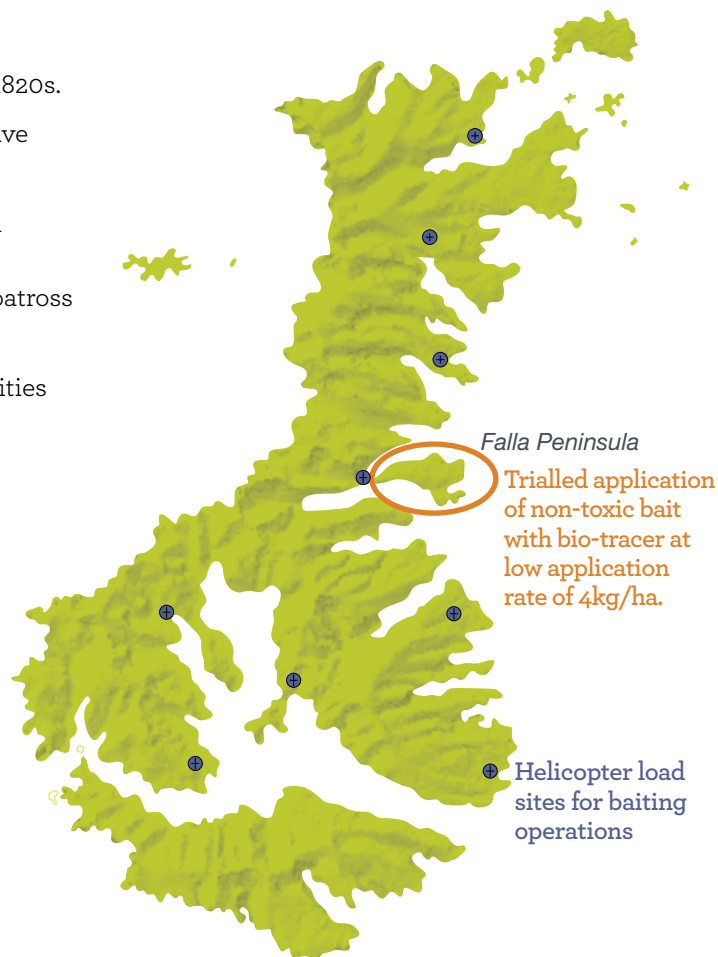 820s.
ve
patross
ities
Falla Peninsula
Trialled application
of non-toxic bait
with bio-tracer at
low application
rate of 4kg/ha.
Helicopter load
sites for baiting
operations